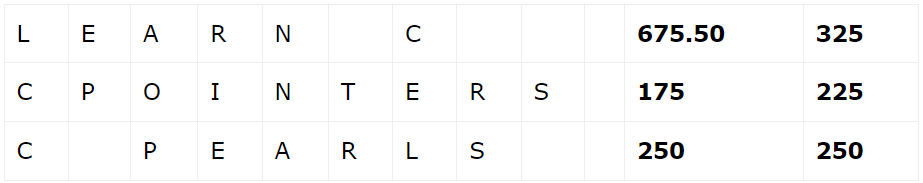 L E A R N C 675.50 325
C P O I N T E R S 175 225
C P E A R L S 250 250